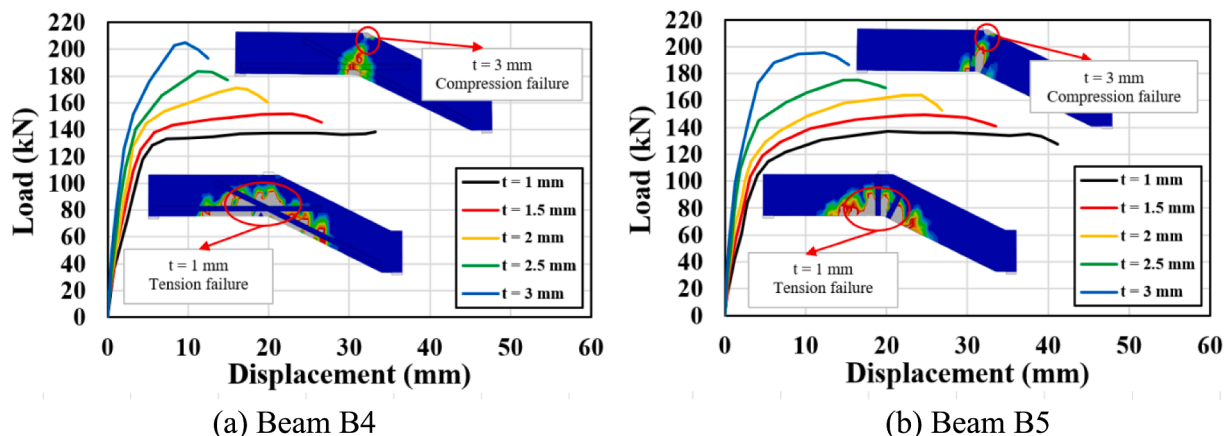 220
200
180
160
140
120
100
80
60
40
20
0
Load (kN)
0 10 20 30 40 50 60
Displacement (mm)
t = 3 mm
Compression failure
t = 1 mm
Tension failure
t = 1 mm
t = 1.5 mm
t = 2 mm
t = 2.5 mm
t = 3 mm
(a) Beam B4
220
200
180
160
140
120
100
80
60
40
20
0
Load (kN)
0 10 20 30 40 50 60
Displacement (mm)
t = 3 mm
Compression failure
t = 1 mm
Tension failure
t = 1 mm
t = 1.5 mm
t = 2 mm
t = 2.5 mm
t = 3 mm
(b) Beam B5